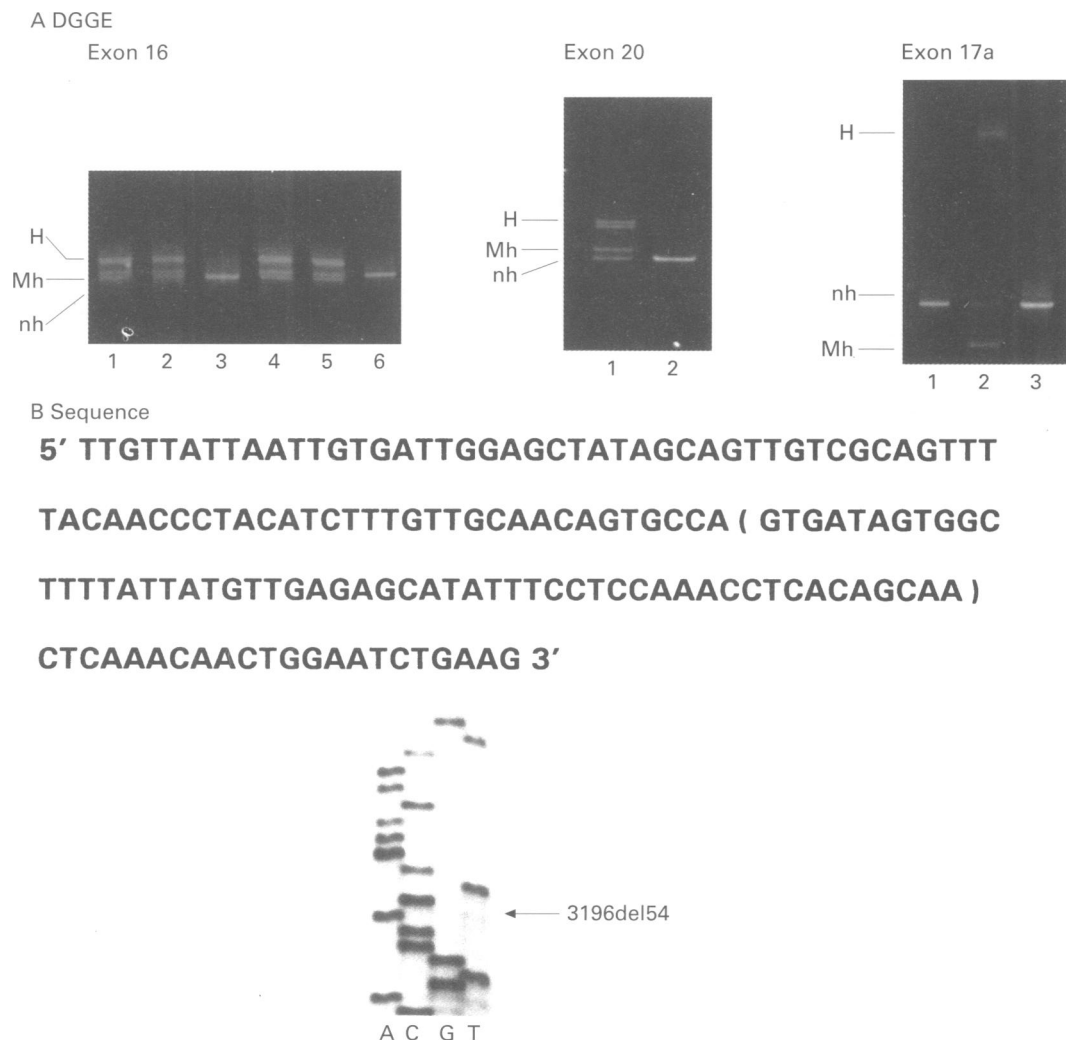 A DGGE
Exon 16
Exon 20
Exon 17a
H
Mh
nh
1 2 3 4 5 6
H
Mh
nh
1 2
H
nh
Mh
1 2 3
B Sequence
5′ TTGTTATTAATTGTGATTGGAGCTATAGCAGTTGTCGCAGTTT
TACAACCCTACATCTTTGTTGCAACAGTGCCA ( GTGATAGTGGC
TTTTATTATGTTGAGAGCATATTTCCTCCAAACCTCACAGCAA )
CTCAAACAACTGGAATCTGAAG 3′
3196del54
A C G T